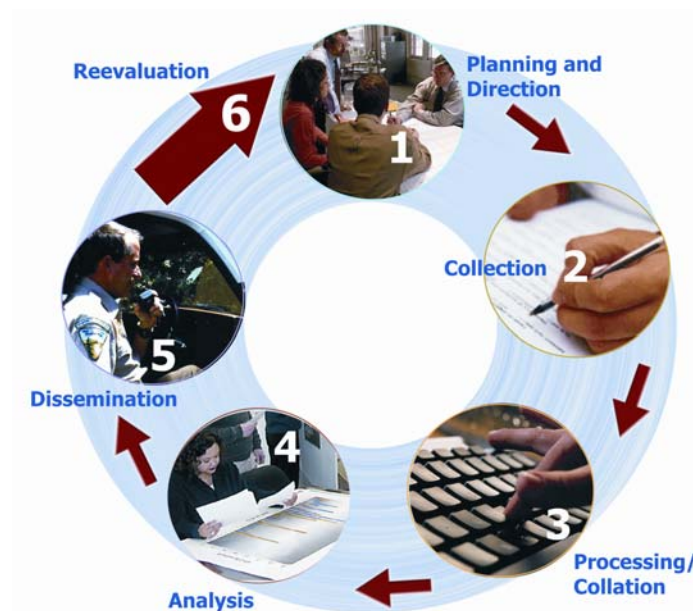 Reevaluation
6
1
Planning and
Direction
Collection
2
3
Processing/
Collation
4
Analysis
5
Dissemination